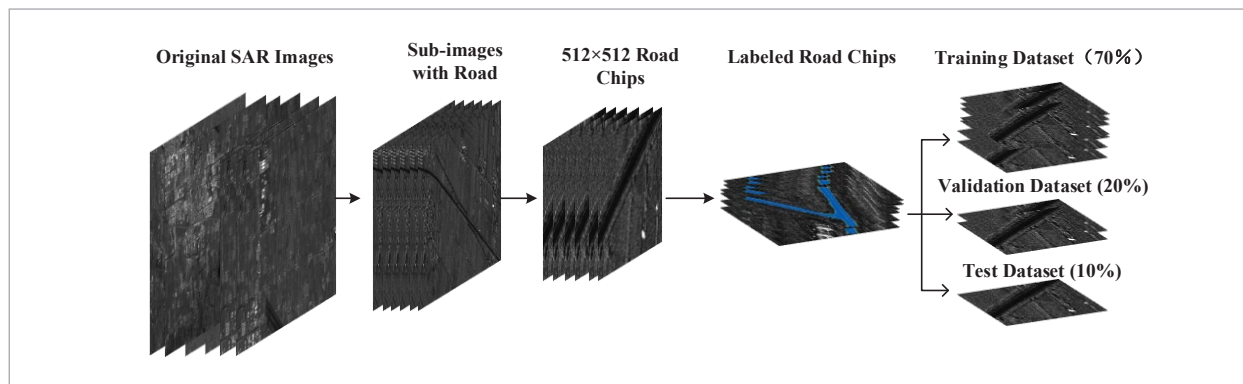 Original SAR Images
Sub-images
with Road
512×512 Road
Chips
Labeled Road Chips
Training Dataset（70%）
Validation Dataset (20%)
Test Dataset (10%)